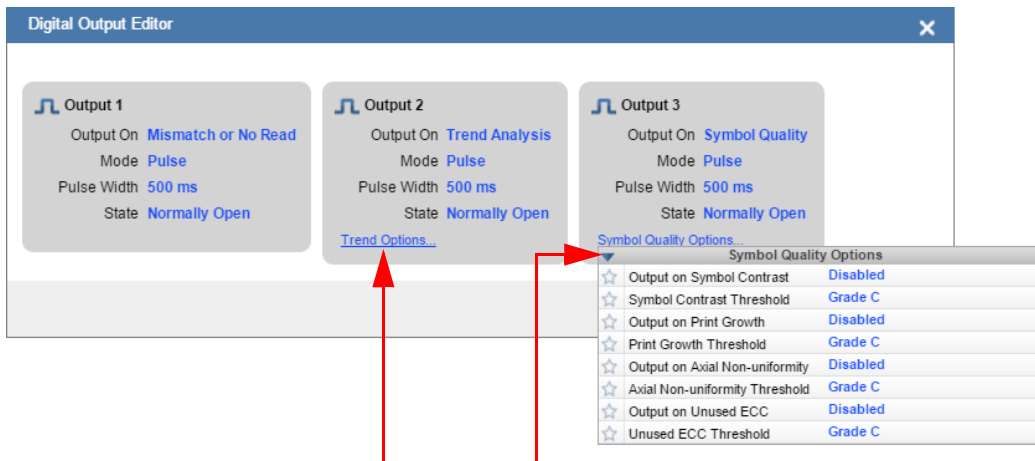 Digital Output Editor
Output 1
Output On Mismatch or No Read
Mode Pulse
Pulse Width 500 ms
State Normally Open
Output 2
Output On Trend Analysis
Mode Pulse
Pulse Width 500 ms
State Normally Open
Trend Options...
Output 3
Output On Symbol Quality
Mode Pulse
Pulse Width 500 ms
State Normally Open
Symbol Quality Options...
Symbol Quality Options
Output on Symbol Contrast Disabled
Symbol Contrast Threshold Grade C
Output on Print Growth Disabled
Print Growth Threshold Grade C
Output on Axial Non-uniformity Disabled
Axial Non-uniformity Threshold Grade C
Output on Unused ECC Disabled
Unused ECC Threshold Grade C